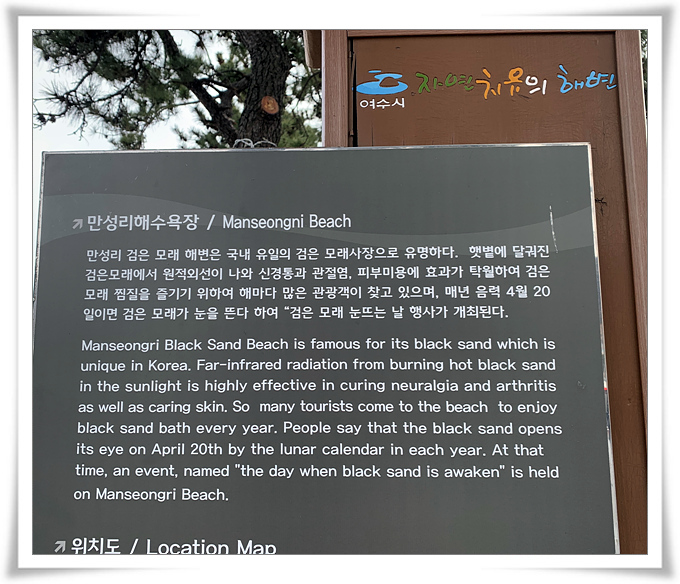 여수시 자연치유의 해변
만성리해수욕장 / Manseongni Beach
만성리 검은 모래 해변은 국내 유일의 검은 모래사장으로 유명하다. 햇볕에 달궈진
검은모래에서 원적외선이 나와 신경통과 관절염, 피부미용에 효과가 탁월하여 검은
모래 찜질을 즐기기 위하여 해마다 많은 관광객이 찾고 있으며, 매년 음력 4월 20
일이면 검은 모래가 눈을 뜬다 하여 “검은 모래 눈뜨는 날 행사가 개최된다.
Manseongri Black Sand Beach is famous for its black sand which is
unique in Korea. Far-infrared radiation from burning hot black sand
in the sunlight is highly effective in curing neuralgia and arthritis
as well as caring skin. So many tourists come to the beach to enjoy
black sand bath every year. People say that the black sand opens
its eye on April 20th by the lunar calendar in each year. At that
time, an event, named "the day when black sand is awaken" is held
on Manseongri Beach.
위치도 / Location Map